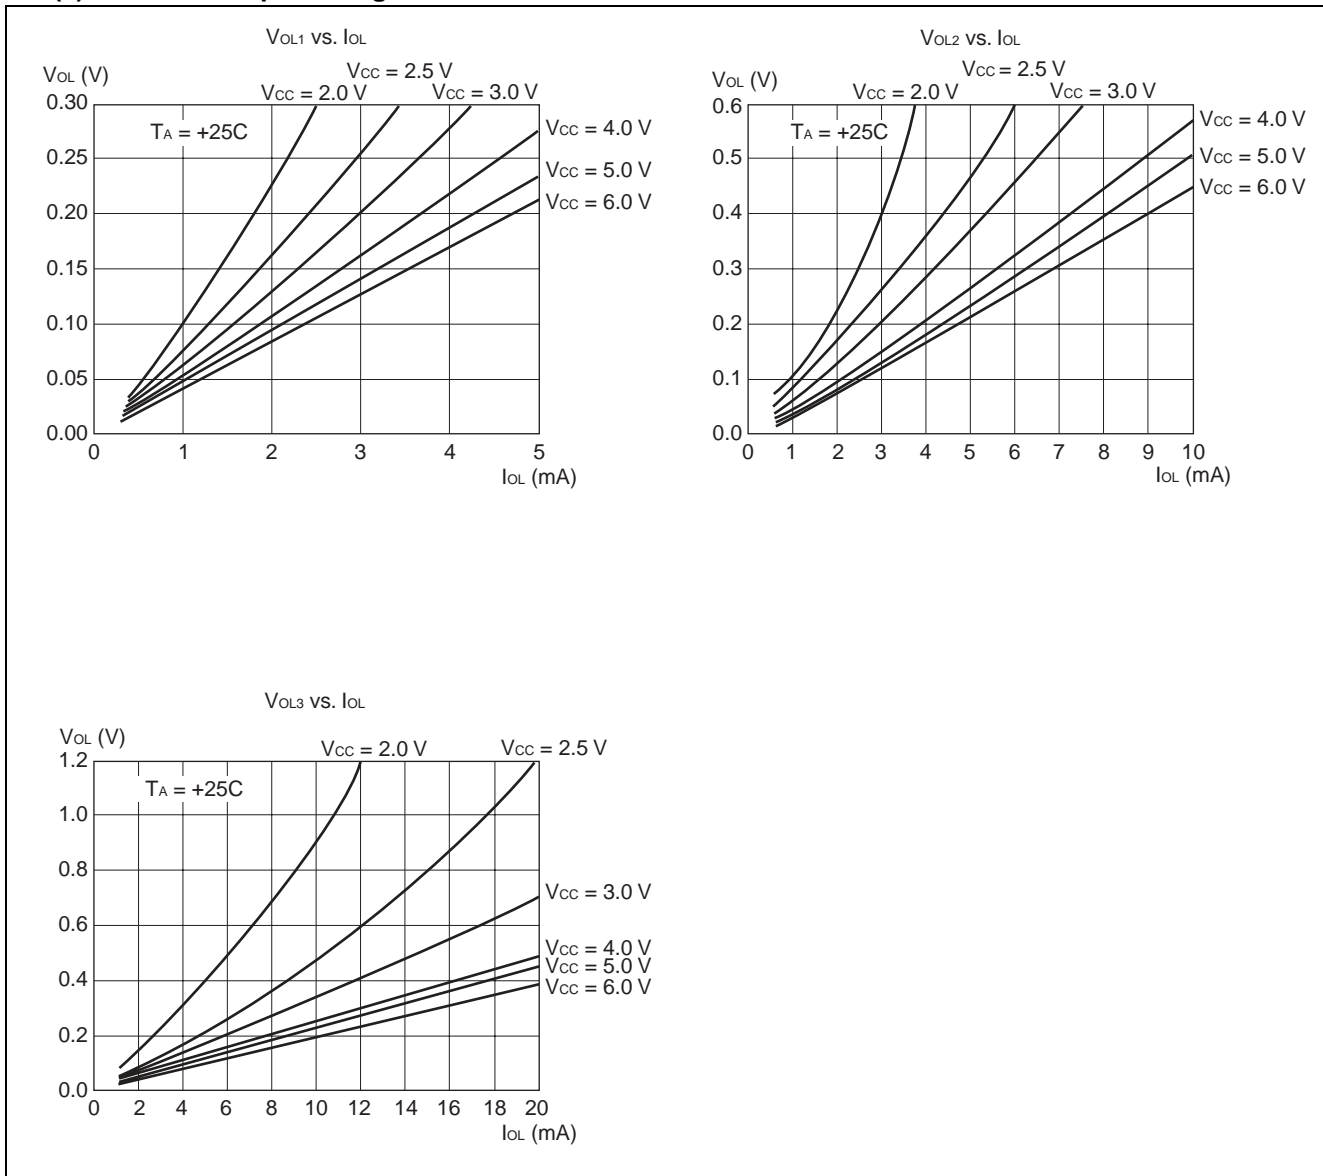 VOL1 vs. IOL
VOL (V)
VCC = 2.5 V
VCC = 2.0 V
VCC = 3.0 V
0.30
TA = +25C
VCC = 4.0 V
0.25
VCC = 5.0 V
0.20
VCC = 6.0 V
0.15
0.10
0.05
0.00
0 1 2 3 4 5
IOL (mA)
VOL2 vs. IOL
VOL (V)
VCC = 2.5 V
VCC = 2.0 V
VCC = 3.0 V
0.6
TA = +25C
VCC = 4.0 V
0.5
VCC = 5.0 V
VCC = 6.0 V
0.4
0.3
0.2
0.1
0.0
0 1 2 3 4 5 6 7 8 9 10
IOL (mA)
VOL3 vs. IOL
VOL (V)
VCC = 2.0 V
VCC = 2.5 V
1.2
TA = +25C
1.0
0.8
VCC = 3.0 V
0.6
VCC = 4.0 V
VCC = 5.0 V
VCC = 6.0 V
0.4
0.2
0.0
0 2 4 6 8 10 12 14 16 18 20
IOL (mA)